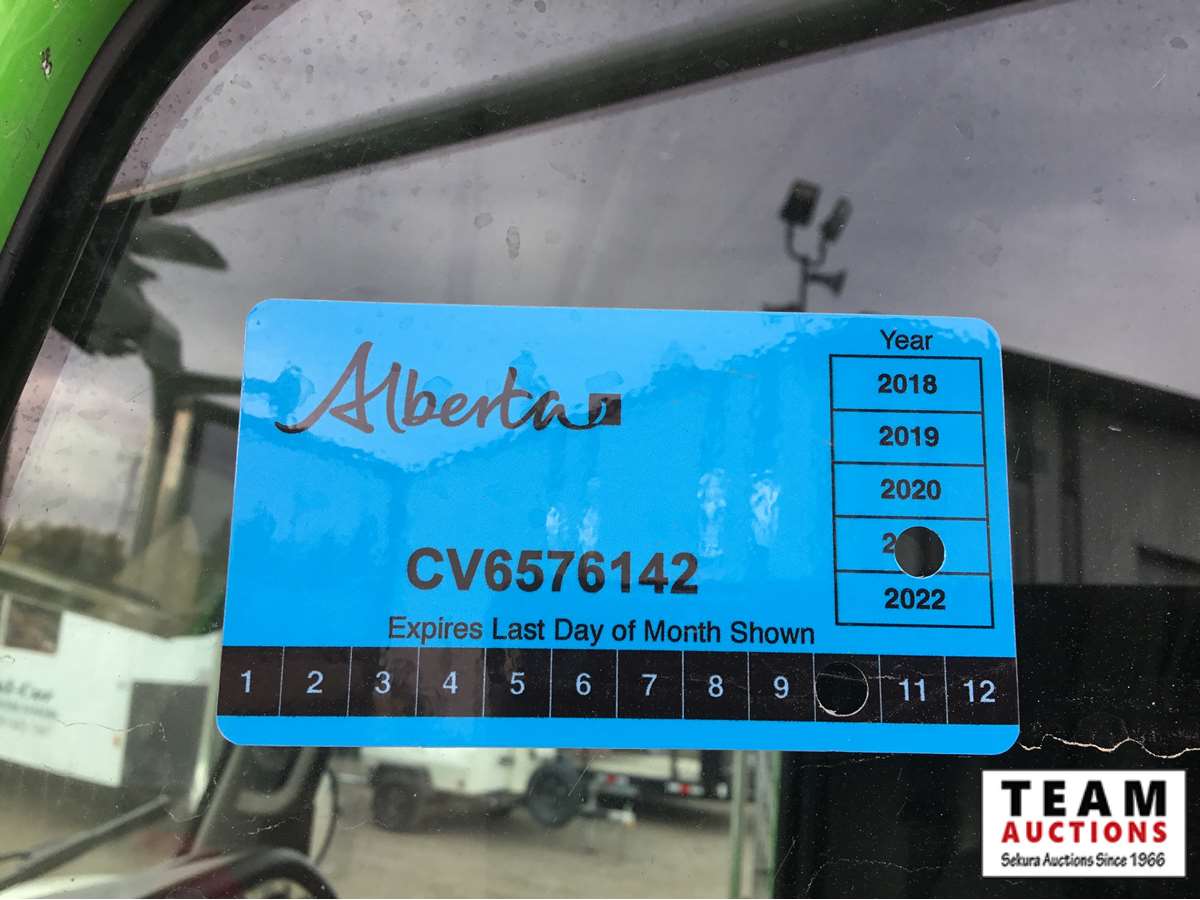 Year
2018
Alberta
2019
2020
2
CV6576142
2022
Expires Last Day of Month Shown
1 2 3 4 5 6 7 8 9 11 12
TEAM
AUCTIONS
Sekura Auctions Since 1966